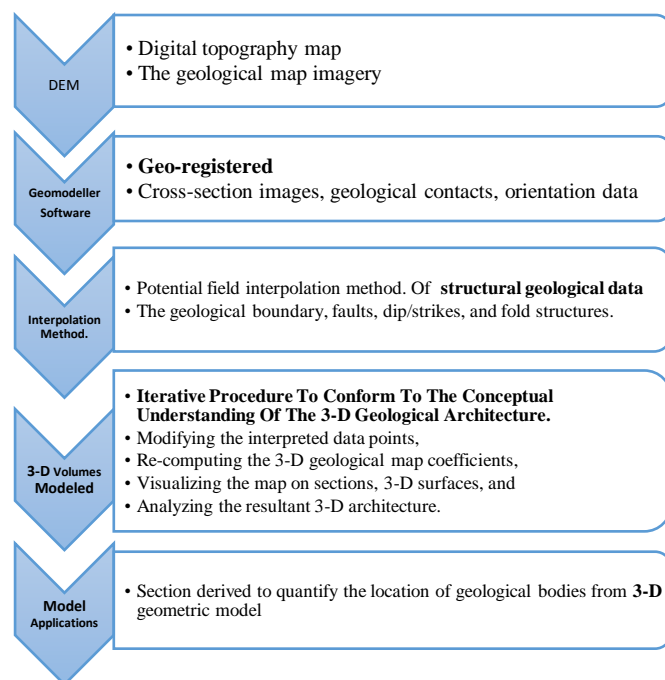 DEM
• Digital topography map
• The geological map imagery
Geomodeller
Software
• Geo-registered
• Cross-section images, geological contacts, orientation data
Interpolation
Method.
• Potential field interpolation method. Of structural geological data
• The geological boundary, faults, dip/strikes, and fold structures.
3-D Volumes
Modeled
• Iterative Procedure To Conform To The Conceptual
Understanding Of The 3-D Geological Architecture.
• Modifying the interpreted data points,
• Re-computing the 3-D geological map coefficients,
• Visualizing the map on sections, 3-D surfaces, and
• Analyzing the resultant 3-D architecture.
Model
Applications
• Section derived to quantify the location of geological bodies from 3-D
geometric model